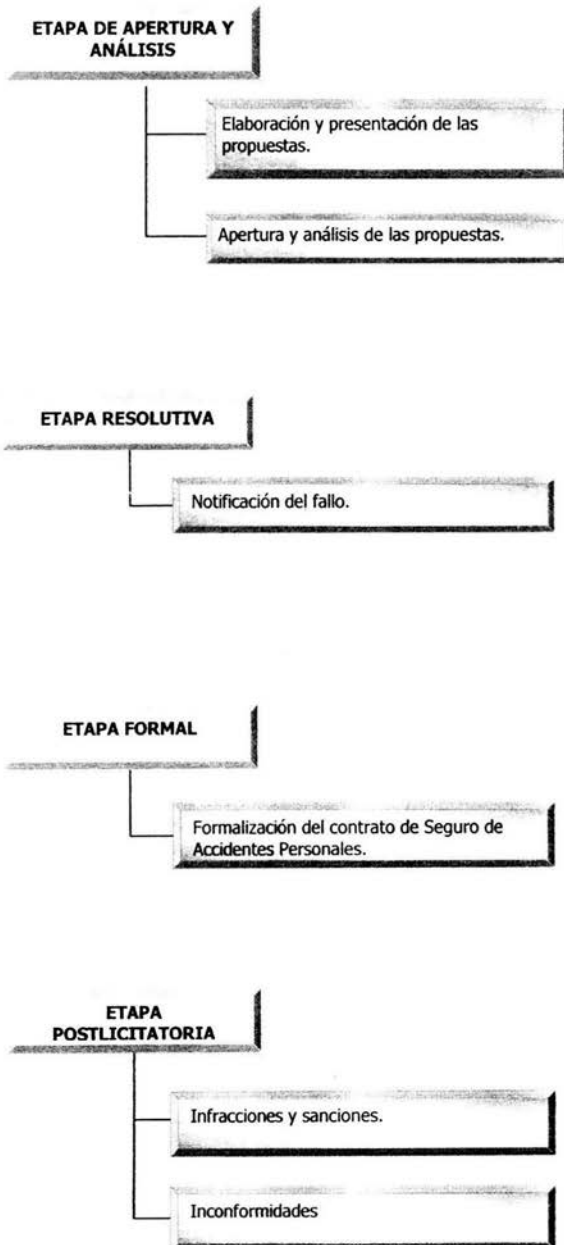 ETAPA DE APERTURA Y
ANÁLISIS
Elaboración y presentación de las
propuestas.
Apertura y análisis de las propuestas.
ETAPA RESOLUTIVA
Notificación del fallo.
ETAPA FORMAL
Formalización del contrato de Seguro de
Accidentes Personales.
ETAPA
POSTLICITATORIA
Infracciones y sanciones.
Inconformidades